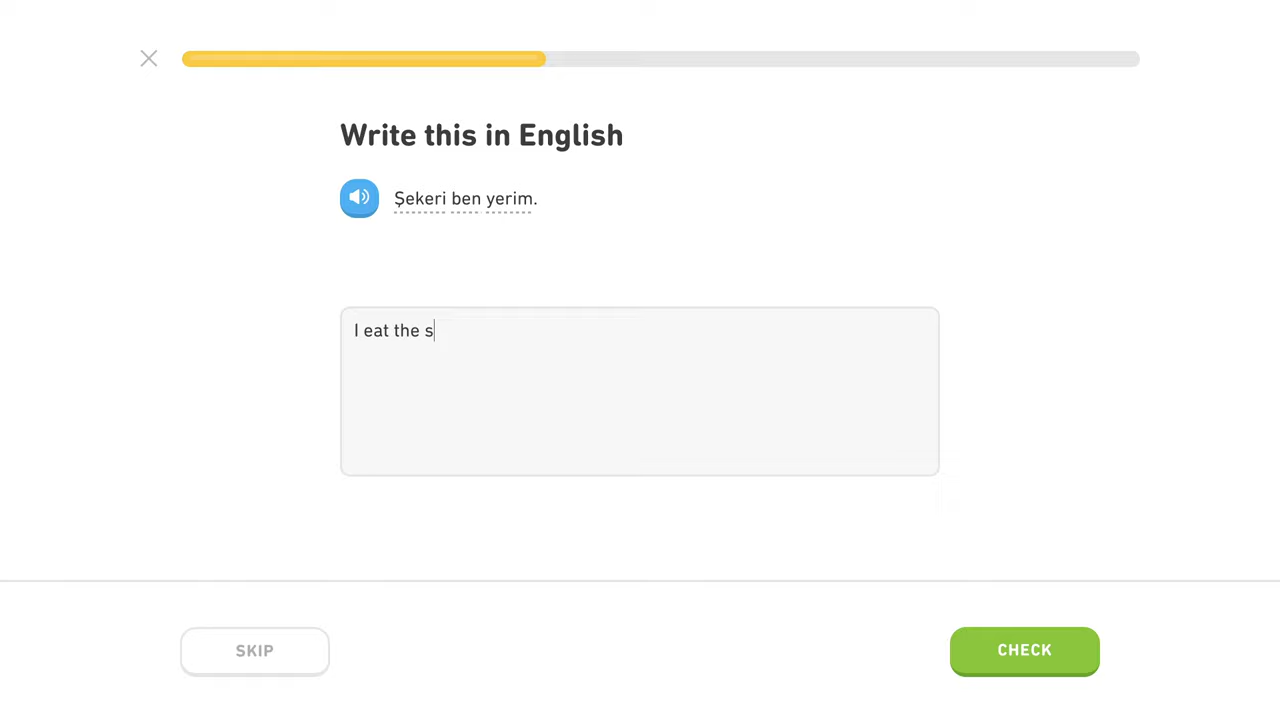 Write this in English
Şekeri ben yerim.
I eat the s
SKIP
CHECK